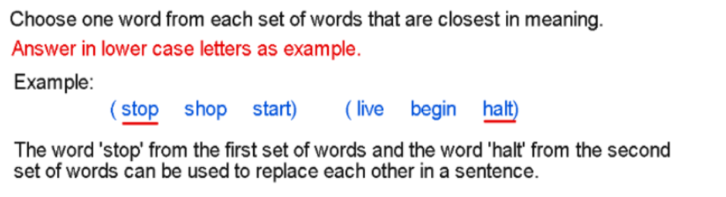 Choose one word from each set of words that are closest in meaning.
Answer in lower case letters as example.
Example:
( stop shop start) ( live begin halt)
The word 'stop' from the first set of words and the word 'halt' from the second
set of words can be used to replace each other in a sentence.